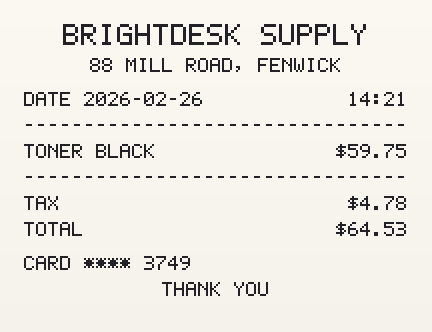 BRIGHTDESK SUPPLY
88 MILL ROAD, FENWICK
DATE 2026-02-26 14:21
--------------------------------
TONER BLACK $59.75
--------------------------------
TAX $4.78
TOTAL $64.53
CARD **** 3749
THANK YOU